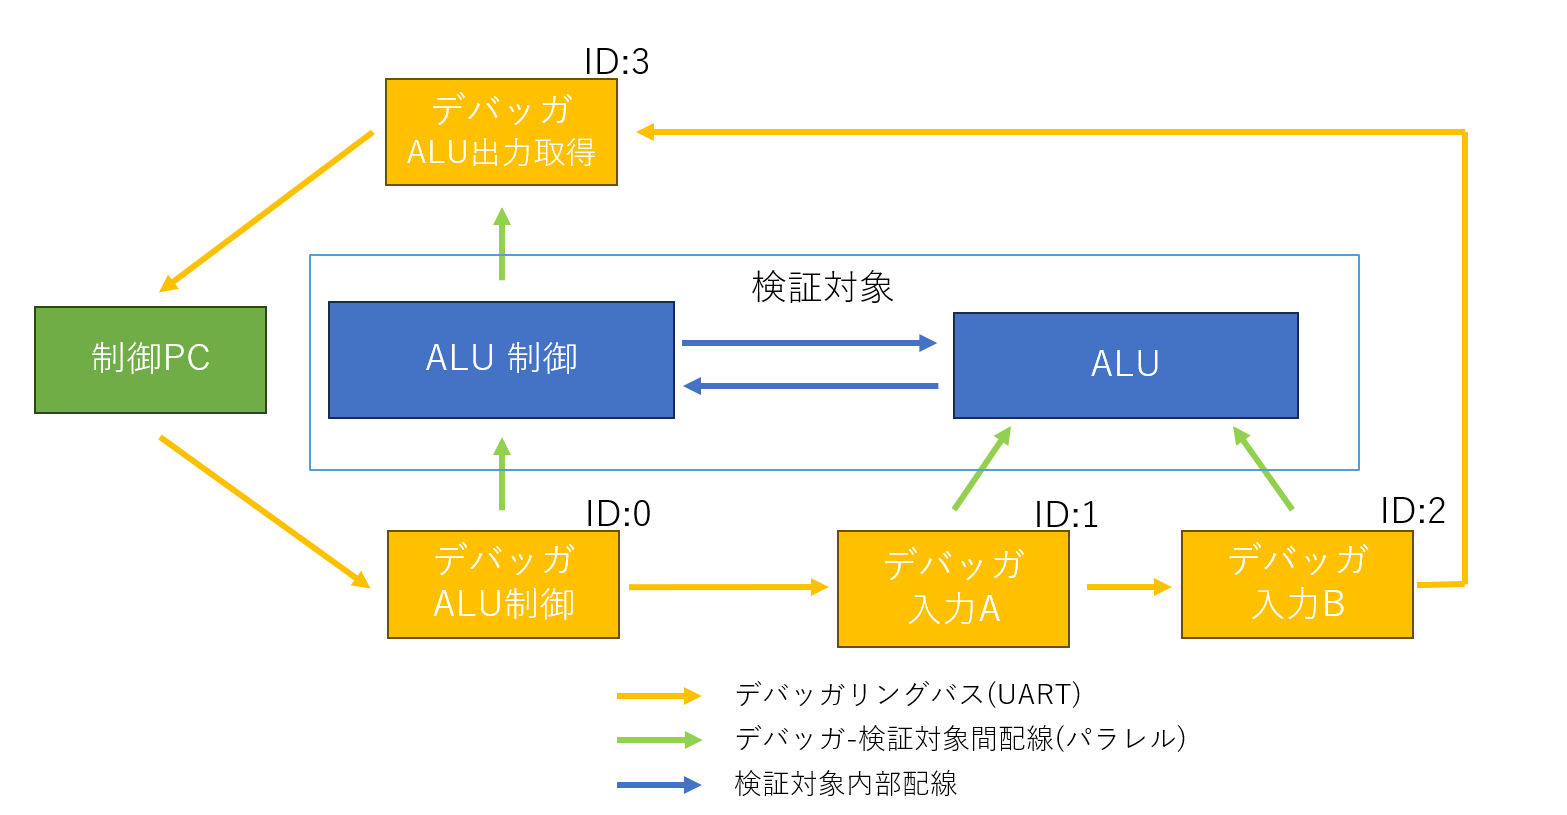 ID:3
デバッガ
ALU出力取得
検証対象
制御PC
ALU 制御
ALU
ID:0
デバッガ
ALU制御
ID:1
デバッガ
入力A
ID:2
デバッガ
入力B
デバッガリングバス(UART)
デバッガ-検証対象間配線(パラレル)
検証対象内部配線